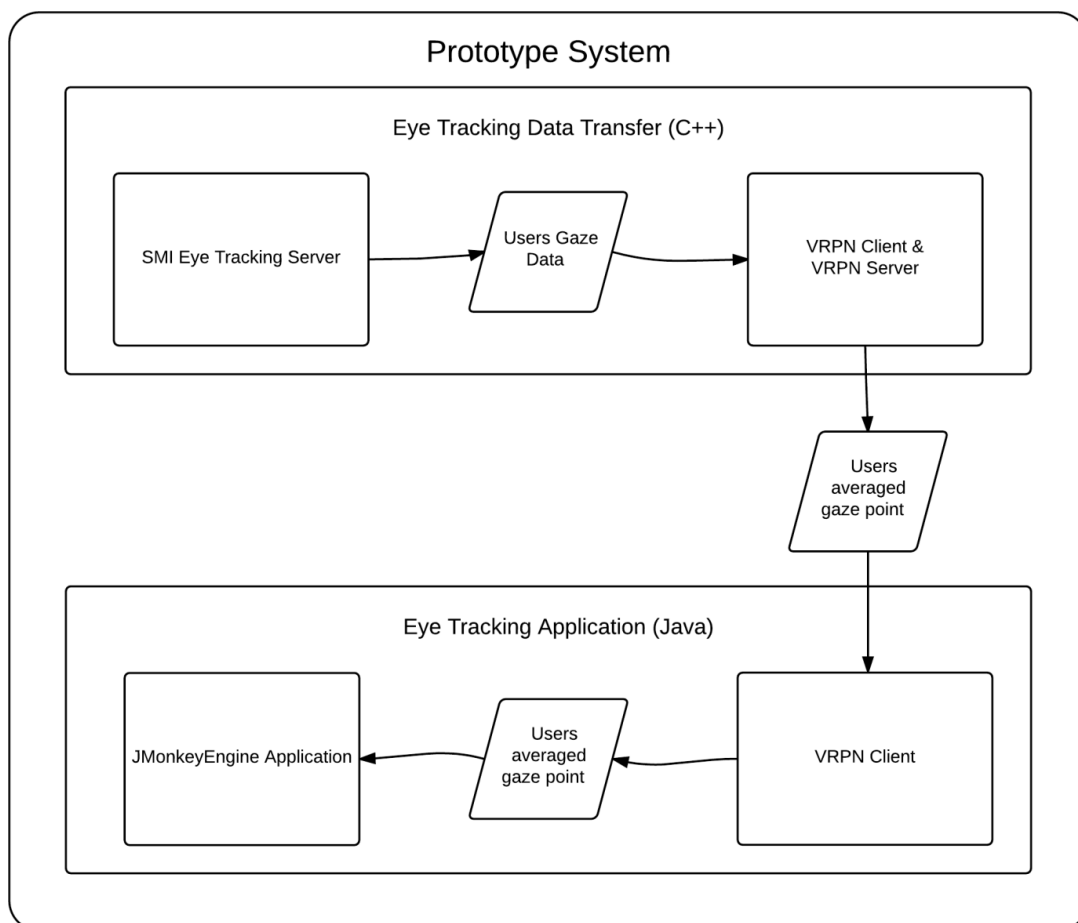 Prototype System
Eye Tracking Data Transfer (C++)
SMI Eye Tracking Server
Users Gaze
Data
VRPN Client &
VRPN Server
Users
averaged
gaze point
Eye Tracking Application (Java)
JMonkeyEngine Application
Users
averaged
gaze point
VRPN Client